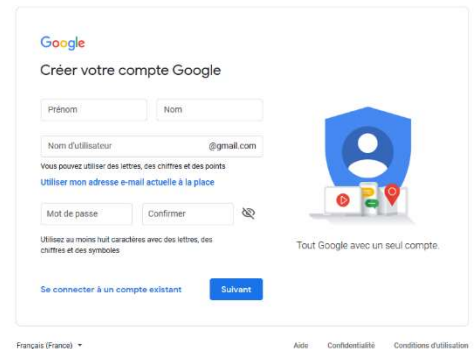 Google
Créer votre compte Google
Prénom
Nom
Nom d'utilisateur
@gmail.com
Vous pouvez utiliser des lettres, des chiffres et des points
Utiliser mon adresse e-mail actuelle à la place
Mot de passe
Confirmer
Utilisez au moins huit caractères avec des lettres, des
chiffres et des symboles
Tout Google avec un seul compte.
Se connecter à un compte existant
Suivant
Français (France)
Aide
Confidentialité
Conditions d'utilisation